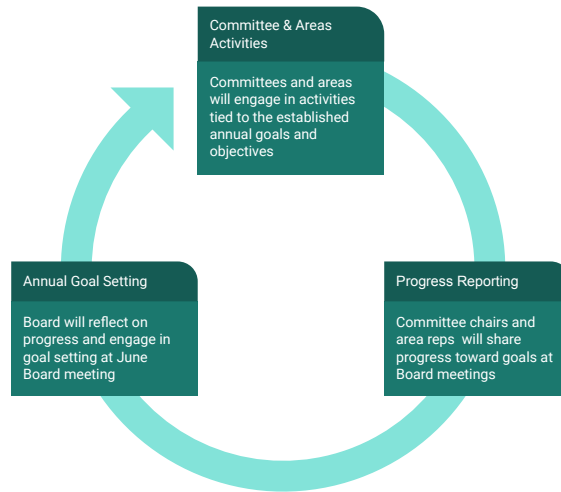 Committee & Areas
Activities
Committees and areas
will engage in activities
tied to the established
annual goals and
objectives
Annual Goal Setting
Board will reflect on
progress and engage in
goal setting at June
Board meeting
Progress Reporting
Committee chairs and
area reps  will share
progress toward goals at
Board meetings